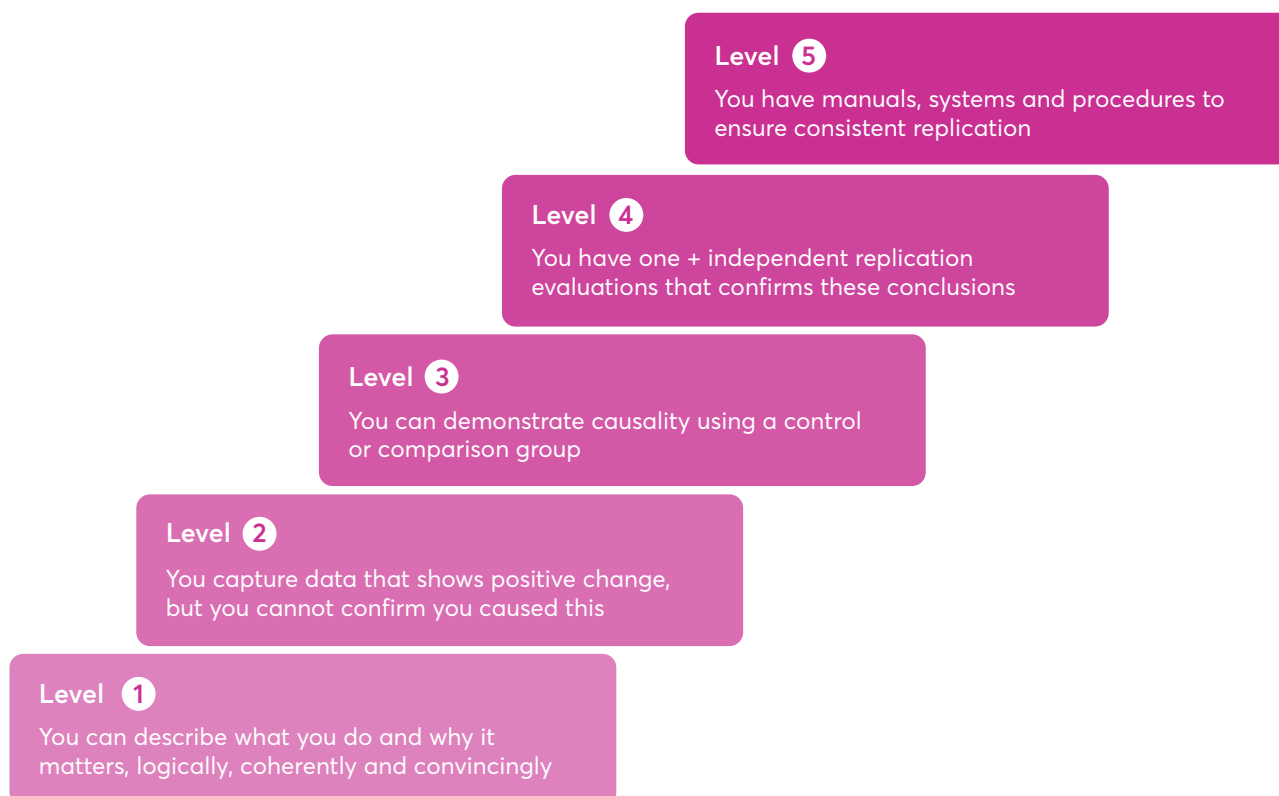 Level 5
You have manuals, systems and procedures to
ensure consistent replication
Level 4
You have one + independent replication
evaluations that confirms these conclusions
Level 3
You can demonstrate causality using a control
or comparison group
Level 2
You capture data that shows positive change,
but you cannot confirm you caused this
Level 1
You can describe what you do and why it
matters, logically, coherently and convincingly